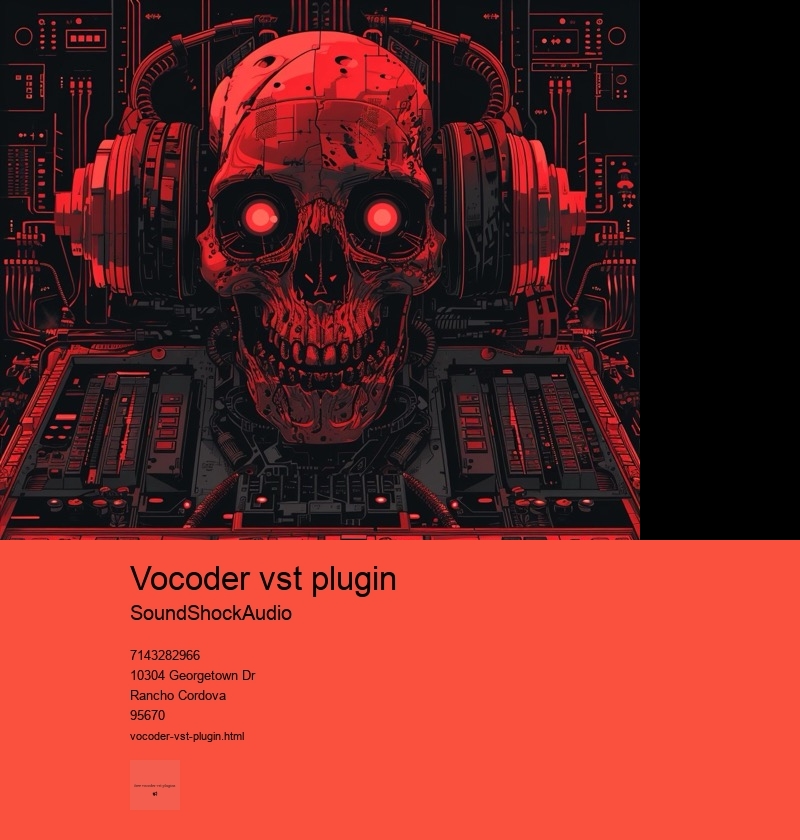 Vocoder vst plugin
SoundShockAudio
7143282966
10304 Georgetown Dr
Rancho Cordova
95670
vocoder-vst-plugin.html